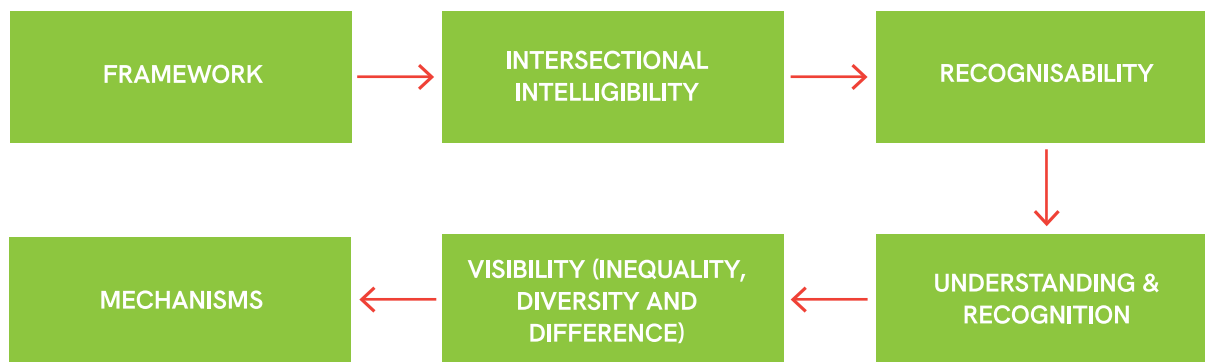 FRAMEWORK
INTERSECTIONAL
INTELLIGIBILITY
RECOGNISABILITY
MECHANISMS
VISIBILITY (INEQUALITY,
DIVERSITY AND
DIFFERENCE)
UNDERSTANDING &
RECOGNITION